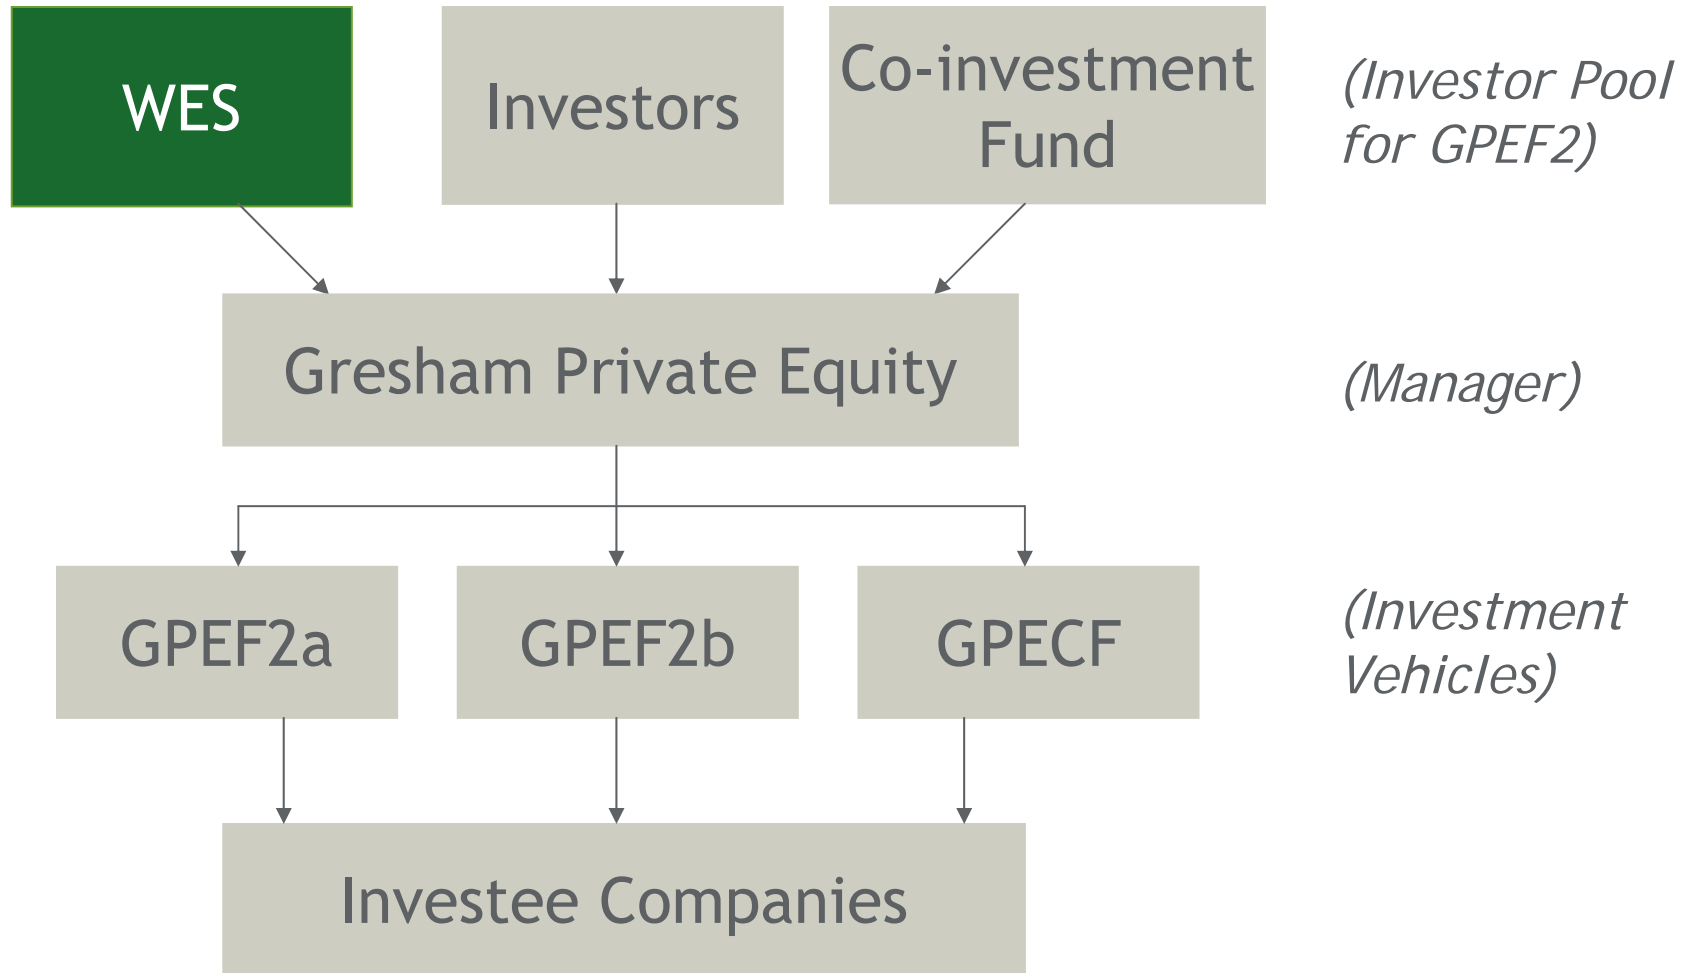 WES
Investors
Co-investment
Fund
(Investor Pool
for GPEF2)
Gresham Private Equity
(Manager)
GPEF2a
GPEF2b
GPECF
(Investment
Vehicles)
Investee Companies